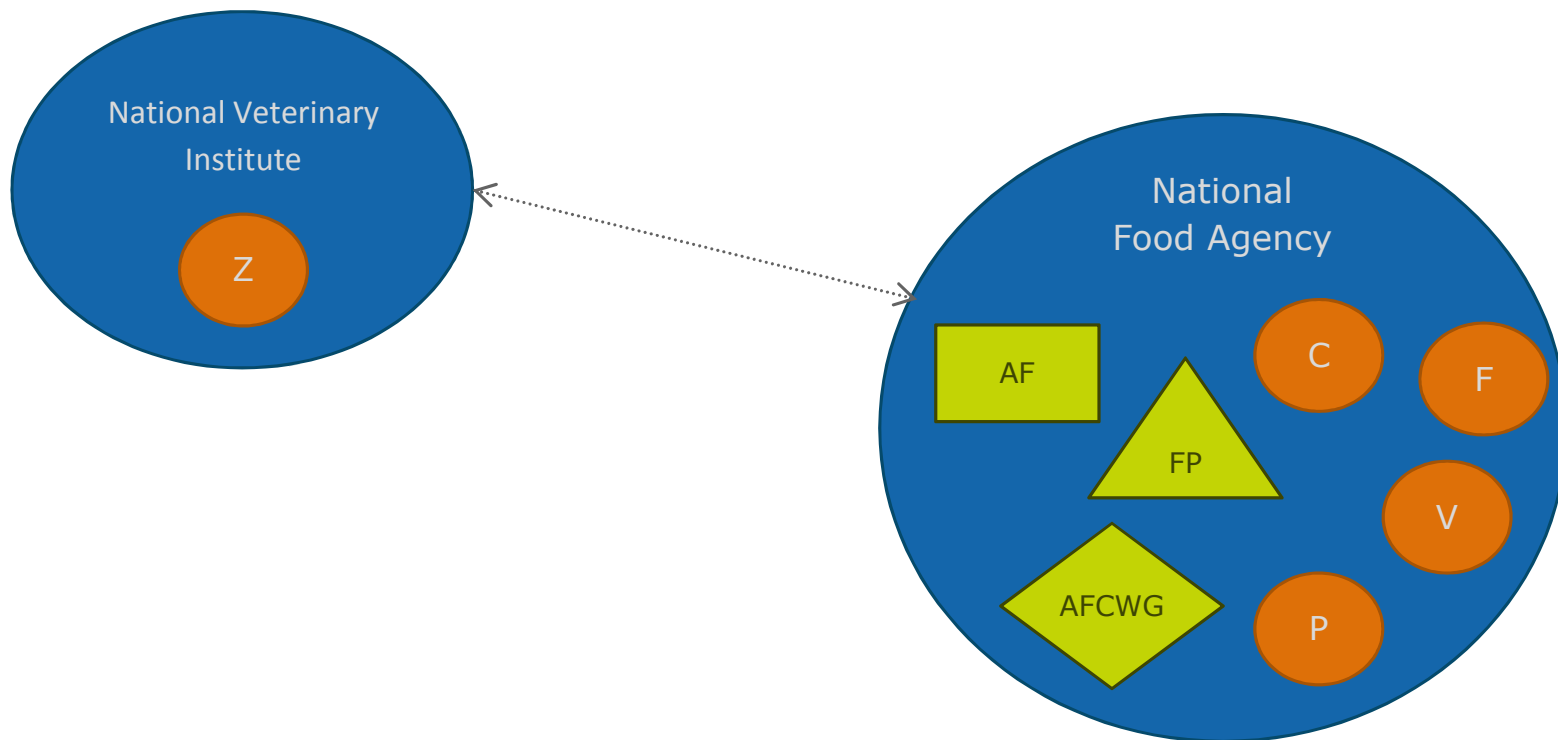 National Veterinary
Institute
Z
National
Food Agency
AF
C
F
FP
V
AFCWG
P